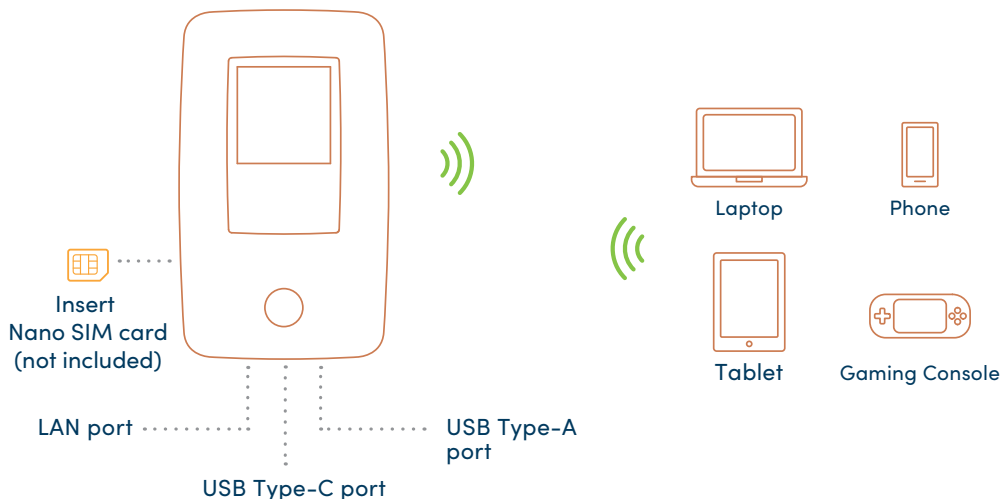 Laptop
Phone
Insert
Nano SIM card
(not included)
Tablet
Gaming Console
LAN port
USB Type-A
port
USB Type-C port